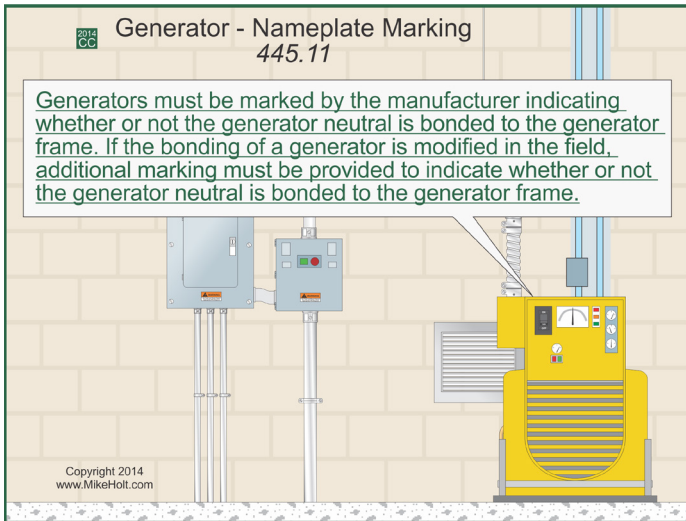 2014
CC
Generator - Nameplate Marking
445.11
Generators must be marked by the manufacturer indicating
whether or not the generator neutral is bonded to the generator
frame. If the bonding of a generator is modified in the field,
additional marking must be provided to indicate whether or not
the generator neutral is bonded to the generator frame.
Copyright 2014
www.MikeHolt.com